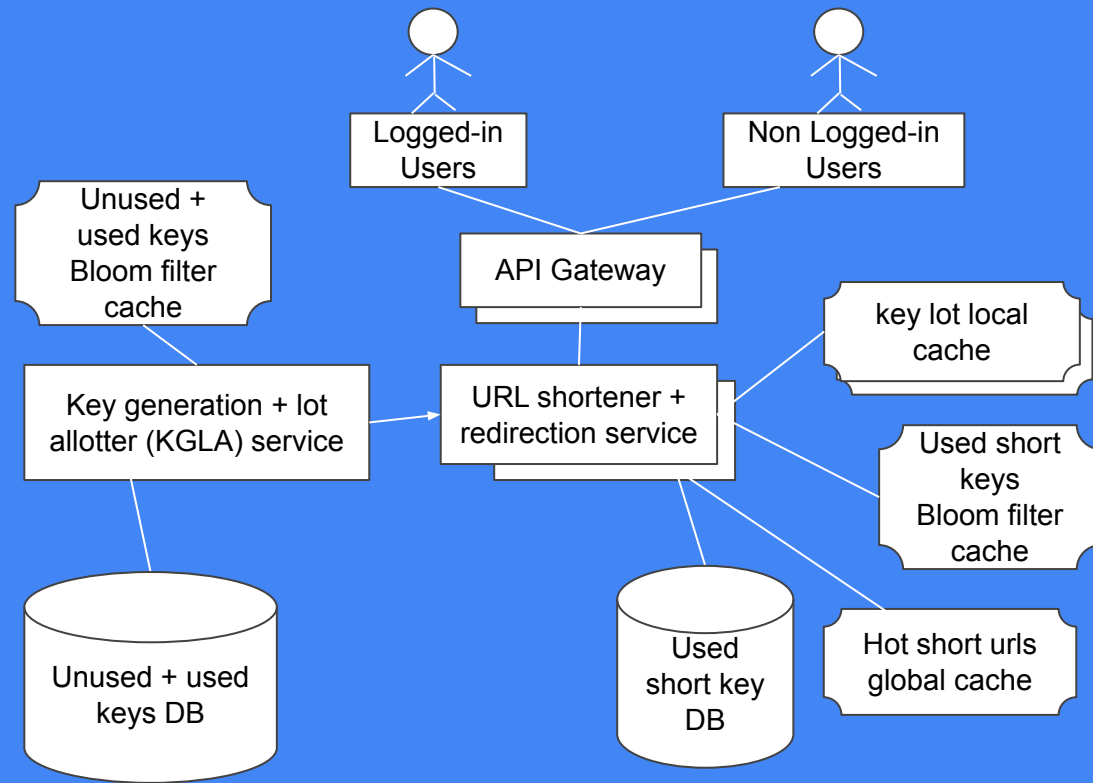 Logged-in
Users
Non Logged-in
Users
Unused +
used keys
Bloom filter
cache
API Gateway
key lot local
cache
Key generation + lot
allotter (KGLA) service
URL shortener +
redirection service
Used short
keys
Bloom filter
cache
Unused + used
keys DB
Used
short key
DB
Hot short urls
global cache